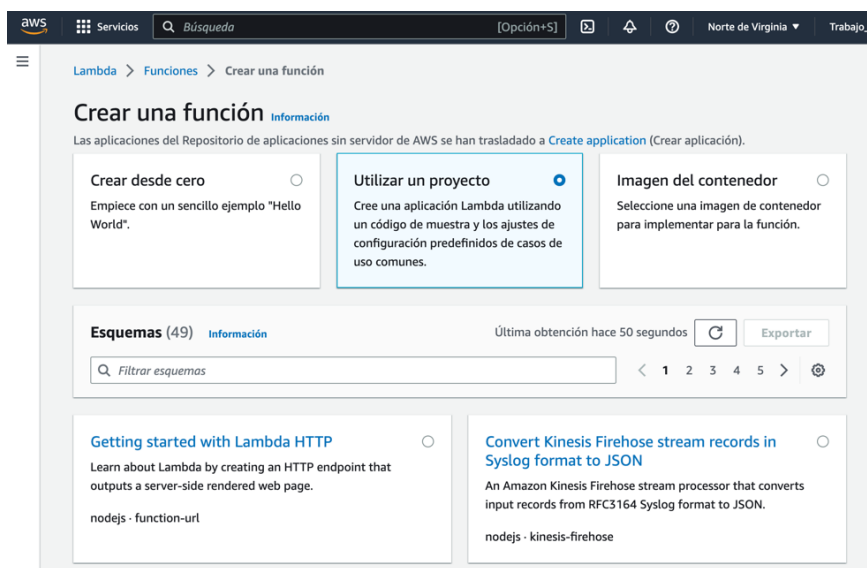 aws
Servicios
Búsqueda
[Opción+S]
Norte de Virginia
Trabajo_
Lambda > Funciones > Crear una función
Crear una función Información
Las aplicaciones del Repositorio de aplicaciones sin servidor de AWS se han trasladado a Create application (Crear aplicación).
Crear desde cero
Empiece con un sencillo ejemplo "Hello
World".
Utilizar un proyecto
Cree una aplicación Lambda utilizando
un código de muestra y los ajustes de
configuración predefinidos de casos de
uso comunes.
Imagen del contenedor
Seleccione una imagen de contenedor
para implementar para la función.
Esquemas (49) Información
Última obtención hace 50 segundos
Exportar
Filtrar esquemas
< 1 2 3 4 5 >
Getting started with Lambda HTTP
Learn about Lambda by creating an HTTP endpoint that
outputs a server-side rendered web page.
nodejs · function-url
Convert Kinesis Firehose stream records in
Syslog format to JSON
An Amazon Kinesis Firehose stream processor that converts
input records from RFC3164 Syslog format to JSON.
nodejs · kinesis-firehose